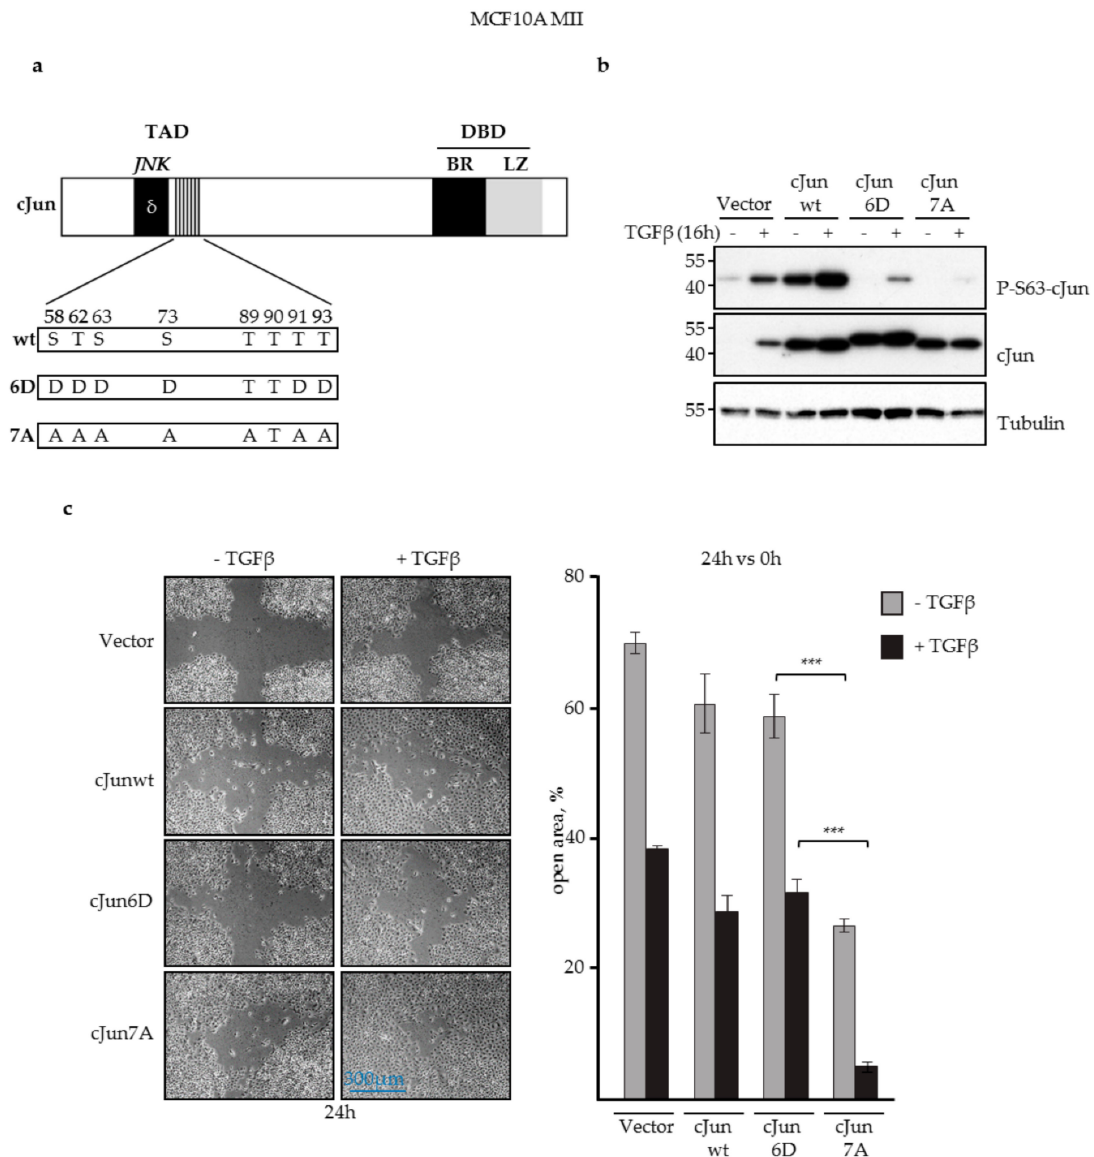 MCF10A MII
a
TAD
DBD
JNK
BR LZ
cJun
δ
58 62 63 73 89 90 91 93
wt S T S S T T T T
6D D D D D T T D D
7A A A A A A T A A
b
Vector cJun wt cJun 6D cJun 7A
TGFβ (16h) - + - + - + - +
55
40
P-S63-cJun
55
40
cJun
55
Tubulin
c
- TGFβ + TGFβ
Vector
cJunwt
cJun6D
cJun7A
300µm
24h
24h vs 0h
80
60
40
20
open area, %
- TGFβ
+ TGFβ
***
***
Vector cJun wt cJun 6D cJun 7A